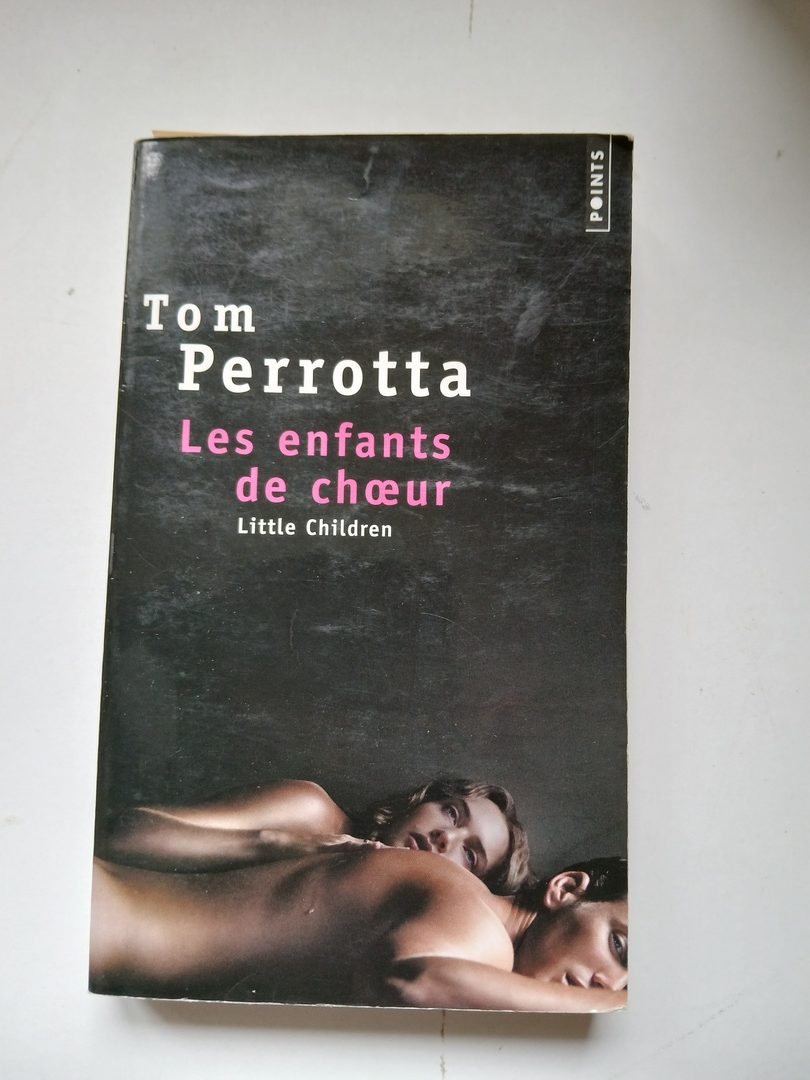 POINTS
Tom
Perrotta
Les enfants
de chœur
Little Children